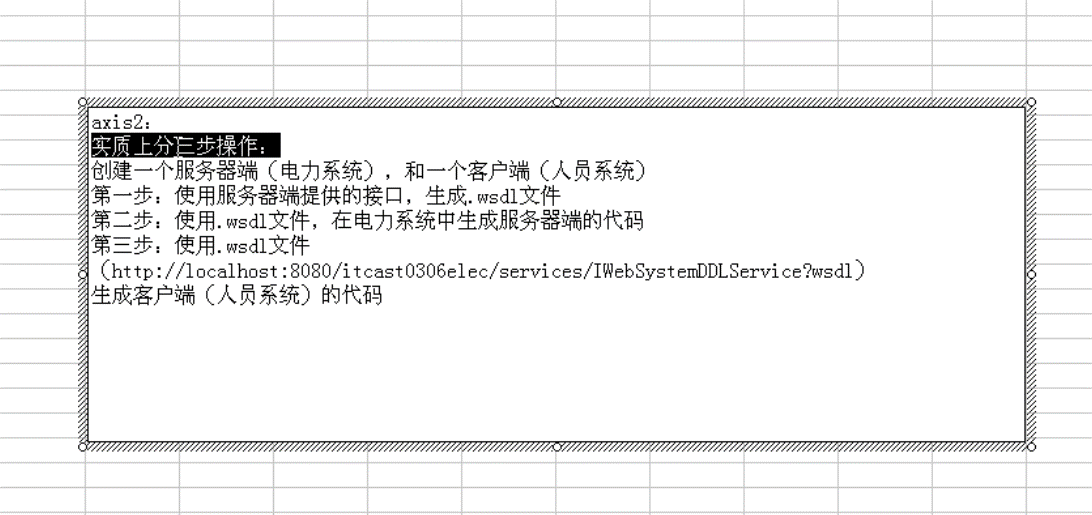 axis2：
实质上分三步操作：
创建一个服务器端（电力系统），和一个客户端（人员系统）
第一步：使用服务器端提供的接口，生成.wsdl文件
第二步：使用.wsdl文件，在电力系统中生成服务器端的代码
第三步：使用.wsdl文件
（http://localhost:8080/itcast0306elec/services/IWebSystemDDLService?wsdl）
生成客户端（人员系统）的代码